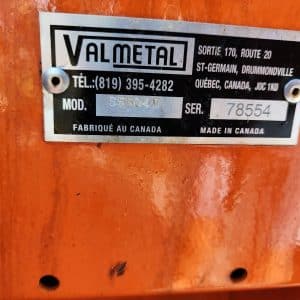 VALMETAL
SORTIE 170, ROUTE 20
ST-GERMAIN, DRUMMONDVILLE
QUÉBEC, CANADA, J0C 1K0
TÉL.:(819) 395-4282
MOD. SER. 78554
FABRIQUÉ AU CANADA MADE IN CANADA